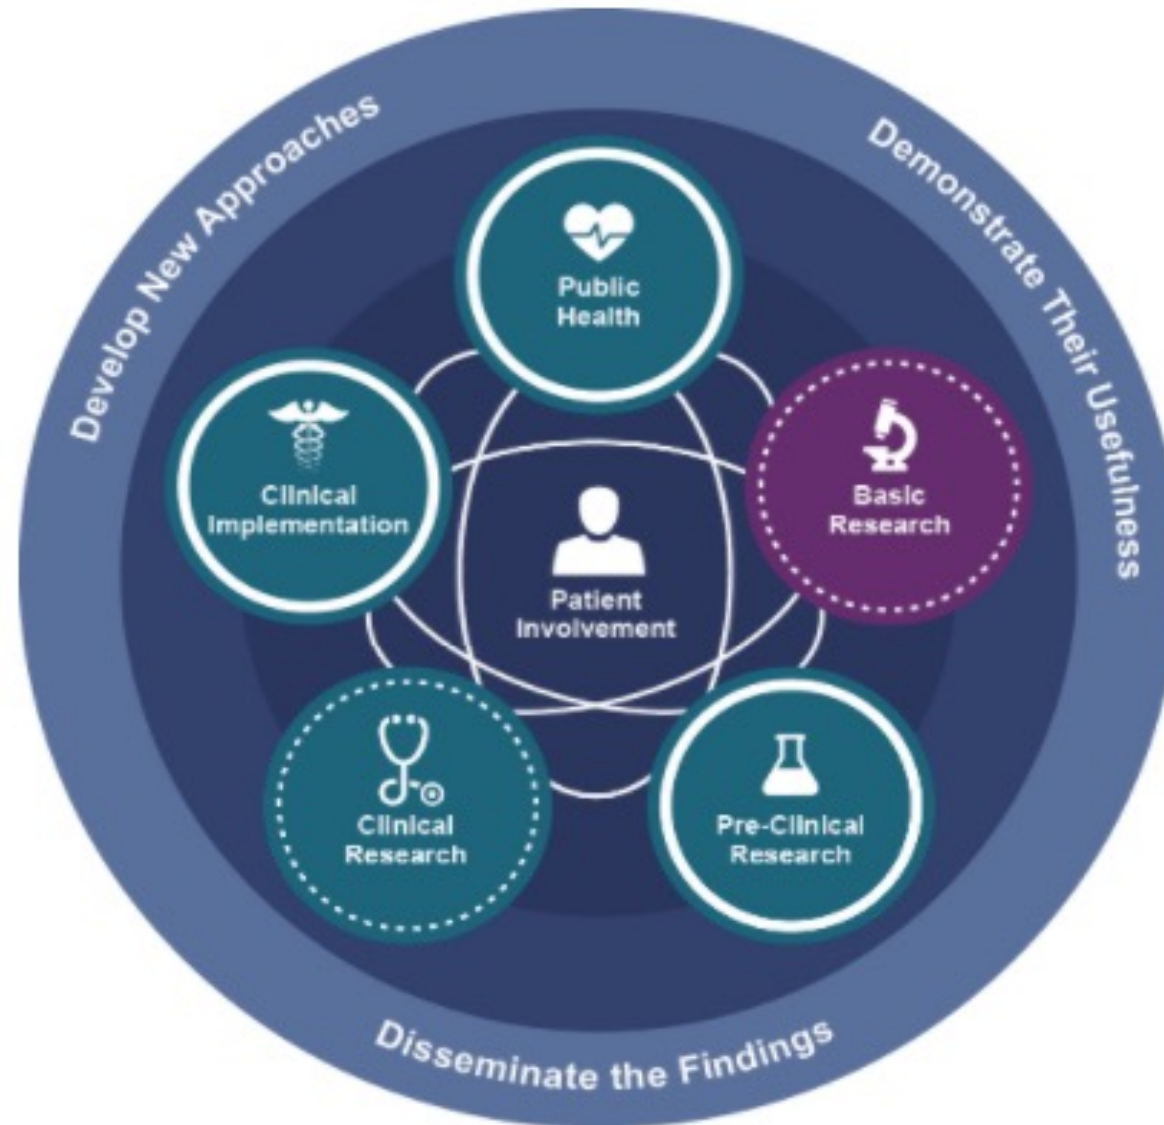 Develop New Approaches
Demonstrate Their Usefulness
Public
Health
Clinical
Implementation
Basic
Research
Patient
Involvement
Clinical
Research
Pre-Clinical
Research
Disseminate the Findings